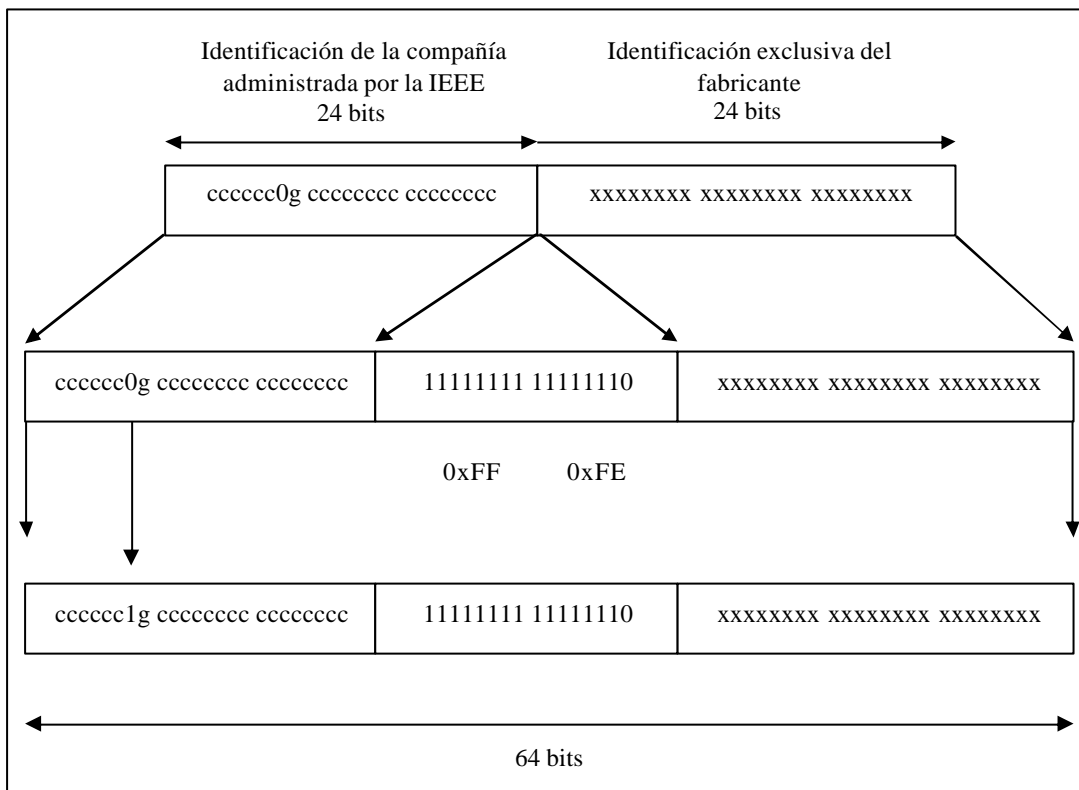 Identificación de la compañía
administrada por la IEEE
24 bits
Identificación exclusiva del
fabricante
24 bits
cccccc0g cccccccc cccccccc
xxxxxxxx xxxxxxxx xxxxxxxx
cccccc0g cccccccc cccccccc
11111111 11111110
xxxxxxxx xxxxxxxx xxxxxxxx
0xFF
0xFE
cccccc1g cccccccc cccccccc
11111111 11111110
xxxxxxxx xxxxxxxx xxxxxxxx
64 bits